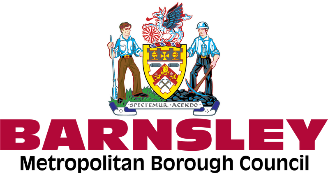 SPECTEMUR · AGENDO
BARNSLEY
Metropolitan Borough Council